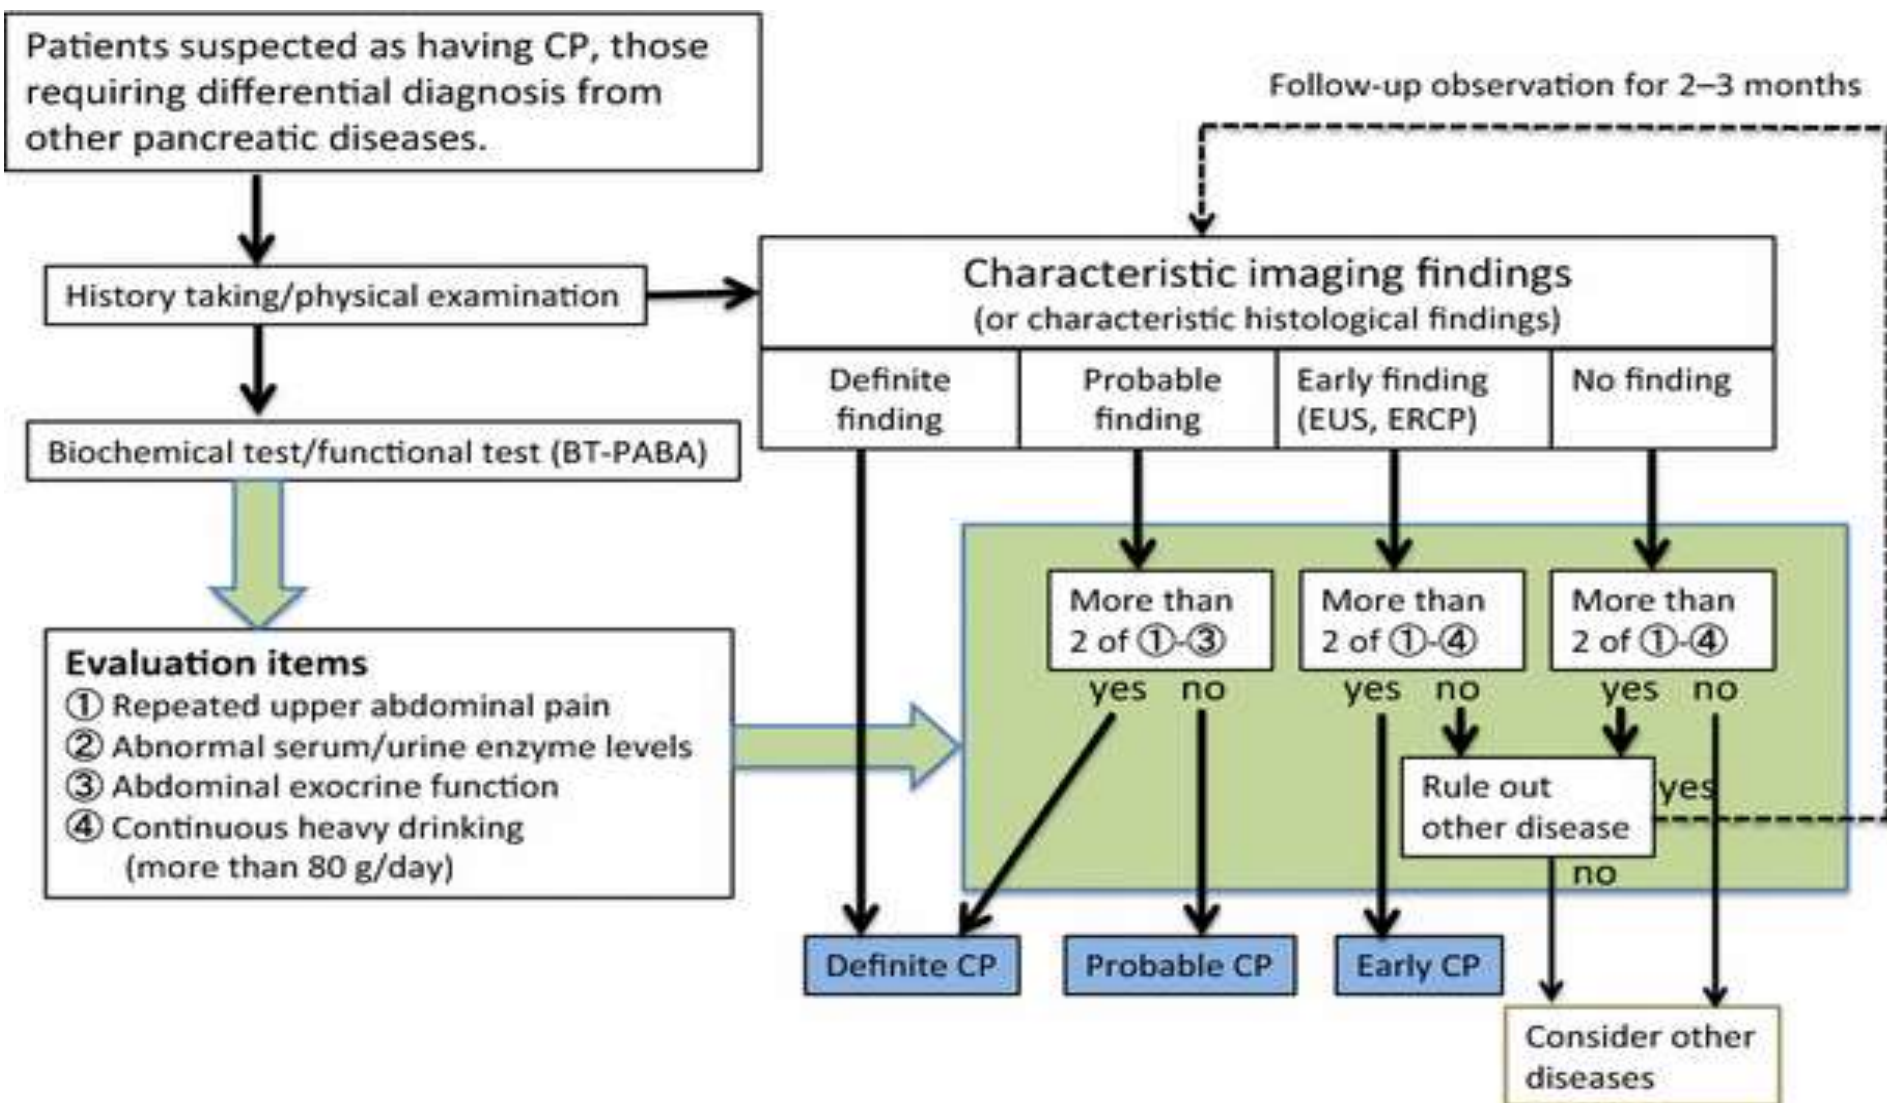 Patients suspected as having CP, those
requiring differential diagnosis from
other pancreatic diseases.
Follow-up observation for 2–3 months
History taking/physical examination
Characteristic imaging findings
(or characteristic histological findings)
Definite
finding
Probable
finding
Early finding
(EUS, ERCP)
No finding
Biochemical test/functional test (BT-PABA)
Evaluation items
① Repeated upper abdominal pain
② Abnormal serum/urine enzyme levels
③ Abdominal exocrine function
④ Continuous heavy drinking
(more than 80 g/day)
More than
2 of ①-③
yes no
More than
2 of ①-④
yes no
More than
2 of ①-④
yes no
Rule out
other disease
yes
no
Definite CP
Probable CP
Early CP
Consider other
diseases